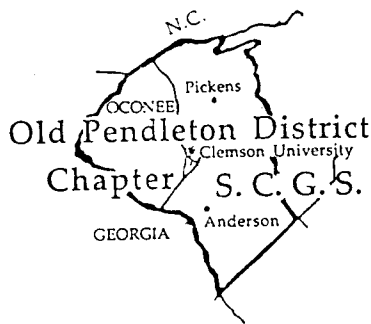 N.C.
Pickens
OCONEE
Old Pendleton District
Clemson University
Chapter S. C. G. S.
Anderson
GEORGIA